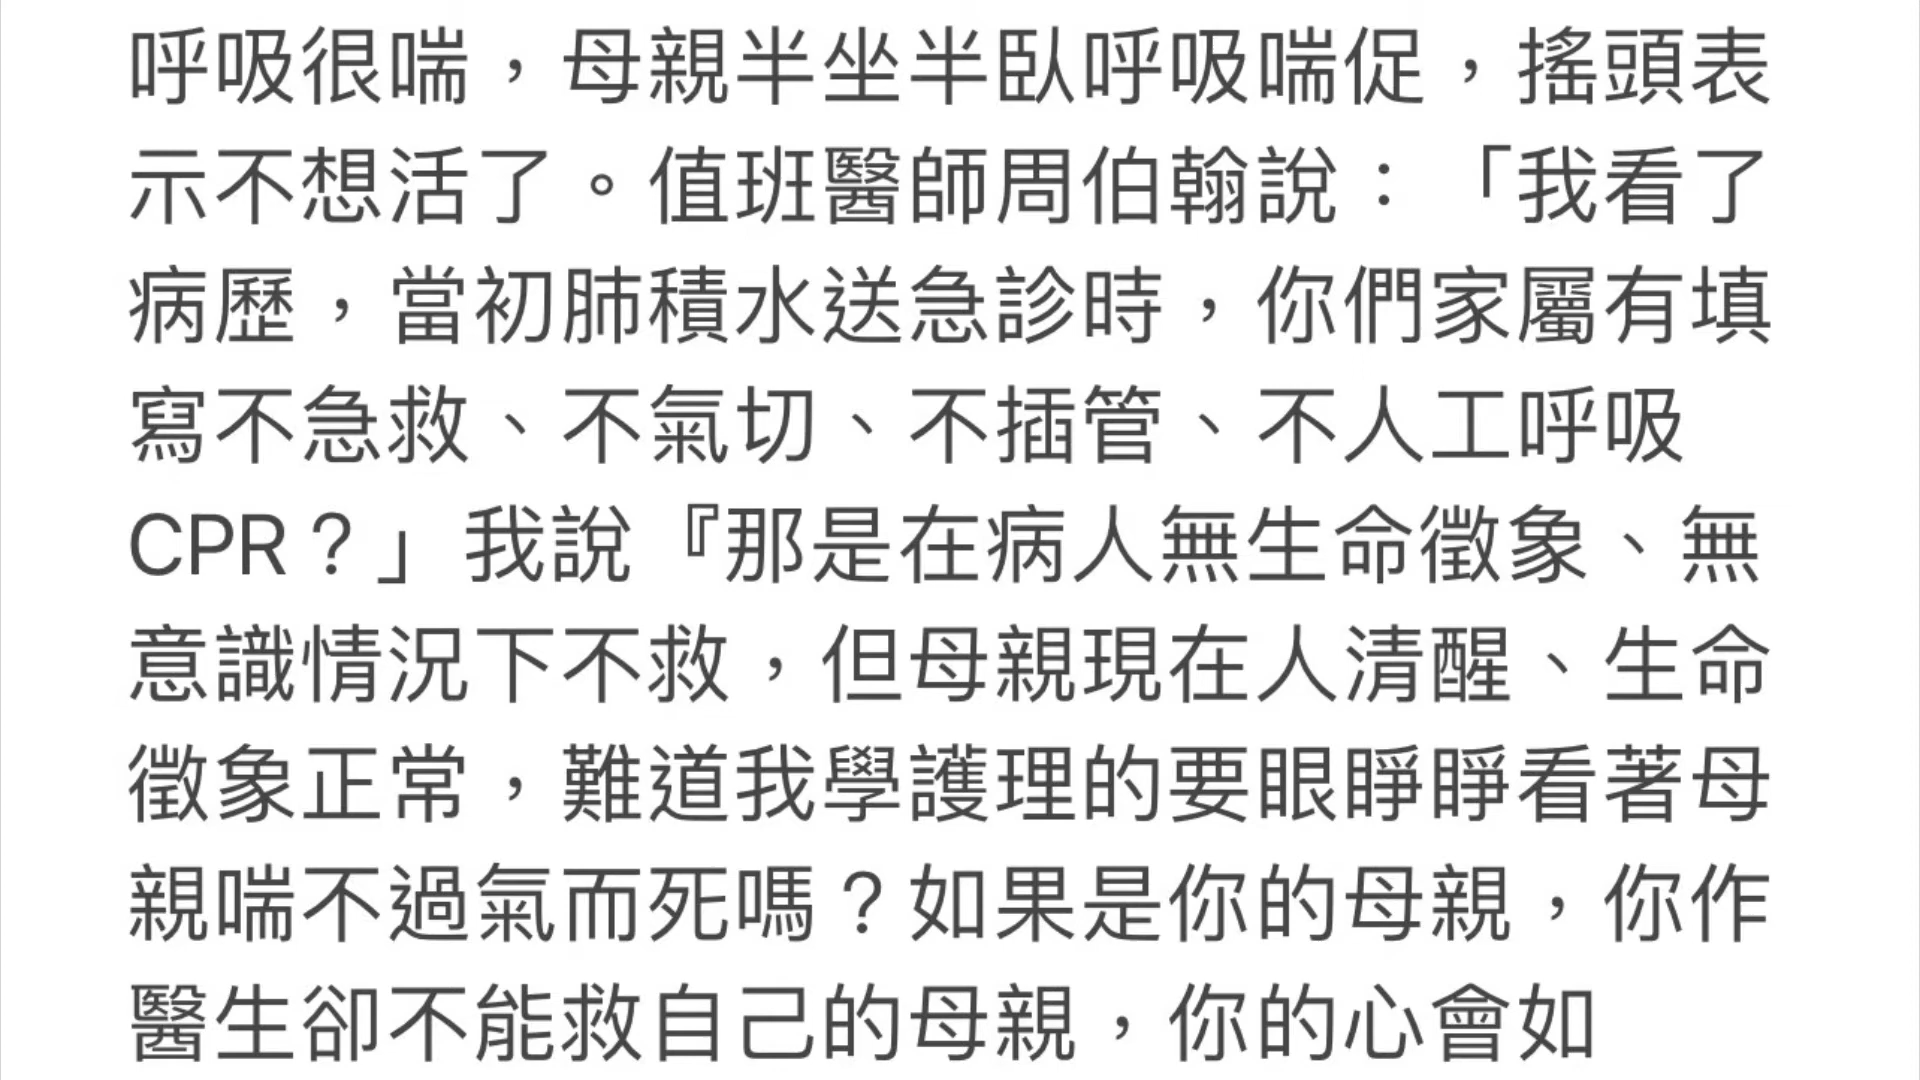 呼吸很喘，母親半坐半臥呼吸喘促，搖頭表
示不想活了。值班醫師周伯翰說：「我看了
病歷，當初肺積水送急診時，你們家屬有填
寫不急救、不氣切、不插管、不人工呼吸
CPR？」我說『那是在病人無生命徵象、無
意識情況下不救，但母親現在人清醒、生命
徵象正常，難道我學護理的要眼睜睜看著母
親喘不過氣而死嗎？如果是你的母親，你作
醫生卻不能救自己的母親，你的心會如